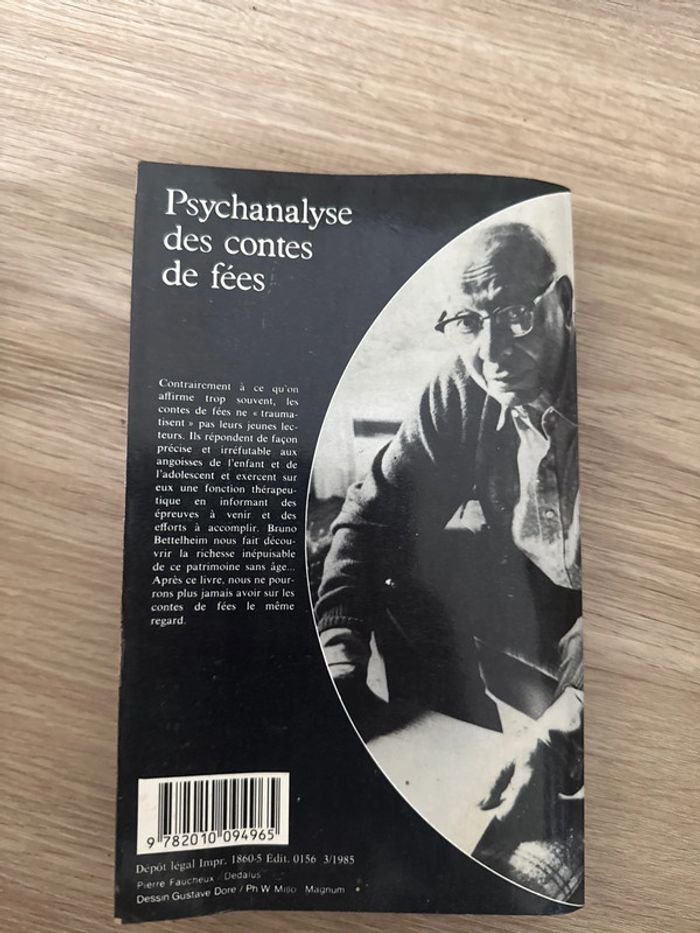 Psychanalyse
des contes
de fées
Contrairement à ce qu'on
affirme trop souvent, les
contes de fées ne « trauma-
tisent » pas leurs jeunes lec-
teurs. Ils répondent de façon
précise et irréfutable aux
angoisses de l'enfant et de
l'adolescent et exercent sur
eux une fonction thérapeu-
tique en informant des
épreuves à venir et des
efforts à accomplir. Bruno
Bettelheim nous fait décou-
vrir la richesse inépuisable
de ce patrimoine sans âge...
Après ce livre, nous ne pour-
rons plus jamais avoir sur les
contes de fées le même
regard.
9 782010 094965
Dépôt légal Impr. 1860-5 Edit. 0156 3/1985
Pierre Faucheux / Dedalus
Dessin Gustave Doré / Ph W Miller Magnum